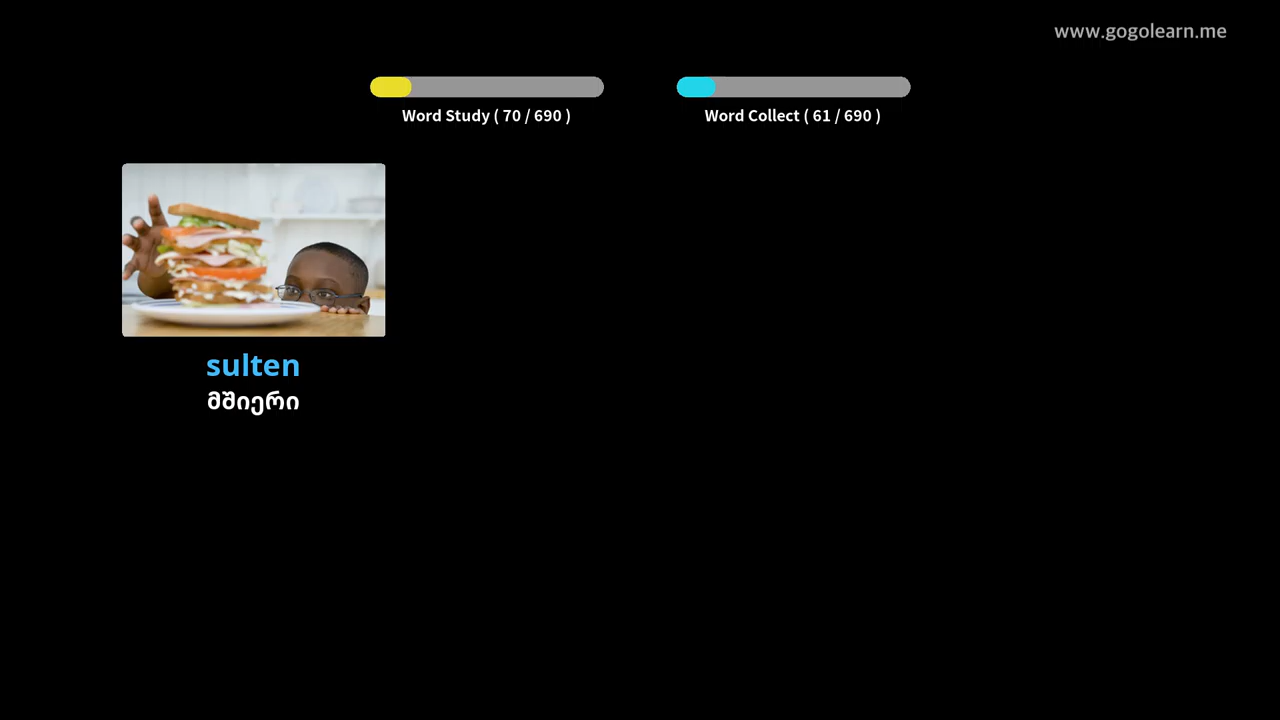 www.gogolearn.me
Word Study ( 70 / 690 )
Word Collect ( 61 / 690 )
sulten
მშიერი